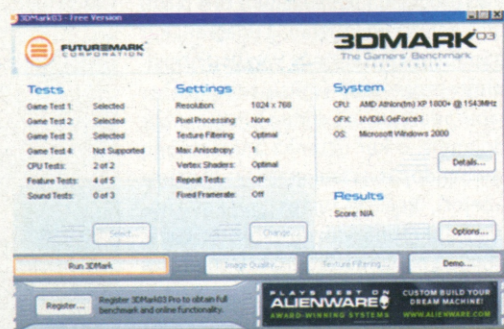 3DMark03 - Free Version
FUTUREMARK
CORPORATION
3DMARK03
The Gamers' Benchmark
FREE VERSION
Tests
Game Test 1: Selected
Game Test 2: Selected
Game Test 3: Selected
Game Test 4: Not Supported
CPU Tests: 2 of 2
Feature Tests: 4 of 5
Sound Tests: 0 of 3
Select...
Settings
Resolution: 1024 x 768
Pixel Processing: None
Texture Filtering: Optimal
Max Anisotropy: 1
Vertex Shaders: Optimal
Repeat Tests: Off
Fixed Framerate: Off
Change...
System
CPU: AMD Athlon(tm) XP 1800+ @ 1543MHz
GFX: NVIDIA GeForce3
OS: Microsoft Windows 2000
Details...
Results
Score: N/A
Options...
Run 3DMark
Image Quality...
Texture Filtering...
Demo...
Register...
Register 3DMark03 Pro to obtain full
benchmark and online functionality.
PLAYS BEST ON
ALIENWARE
AWARD-WINNING SYSTEMS
CUSTOM BUILD YOUR
DREAM MACHINE!
WWW.ALIENWARE.COM